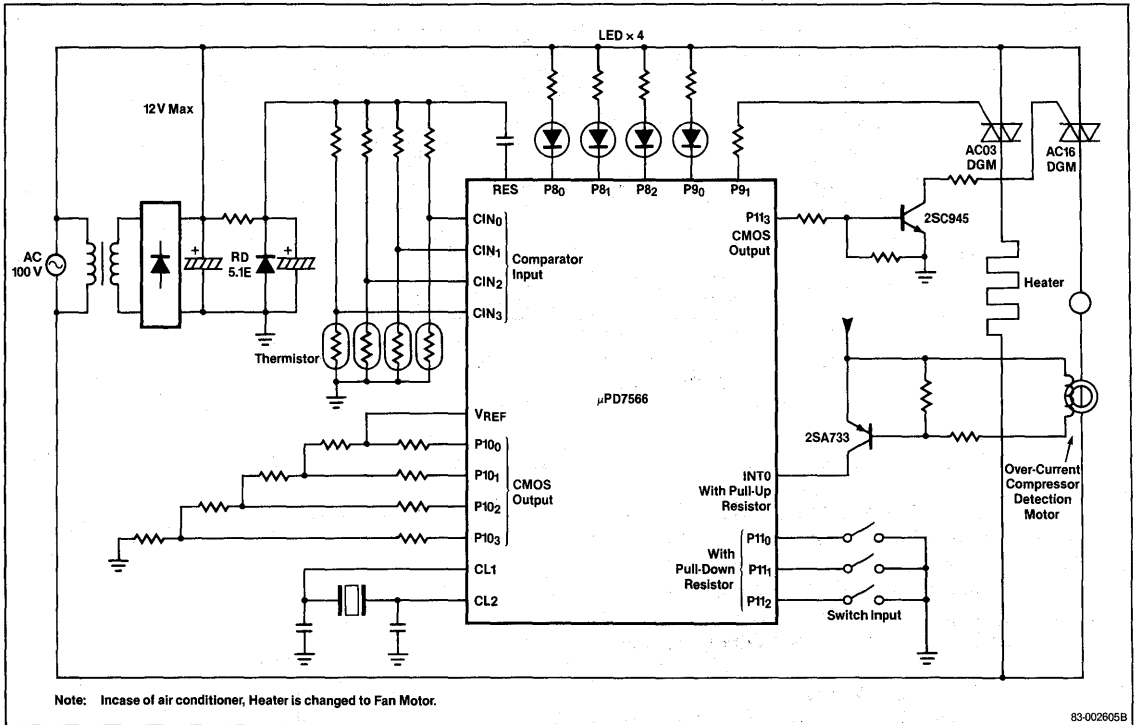 LED × 4
12V Max
AC03
DGM
AC16
DGM
RES
P8₀
P8₁
P8₂
P9₀
P9₁
CIN₀
CIN₁
CIN₂
CIN₃
Comparator
Input
P11₃
CMOS
Output
2SC945
AC
100 V
RD
5.1E
+
+
Heater
Thermistor
μPD7566
VREF
P10₀
P10₁
P10₂
P10₃
CMOS
Output
2SA733
INT0
With Pull-Up
Resistor
Over-Current
Compressor
Detection
Motor
With
Pull-Down
Resistor
P11₀
P11₁
P11₂
Switch Input
CL1
CL2
Note: Incase of air conditioner, Heater is changed to Fan Motor.
83-002605B